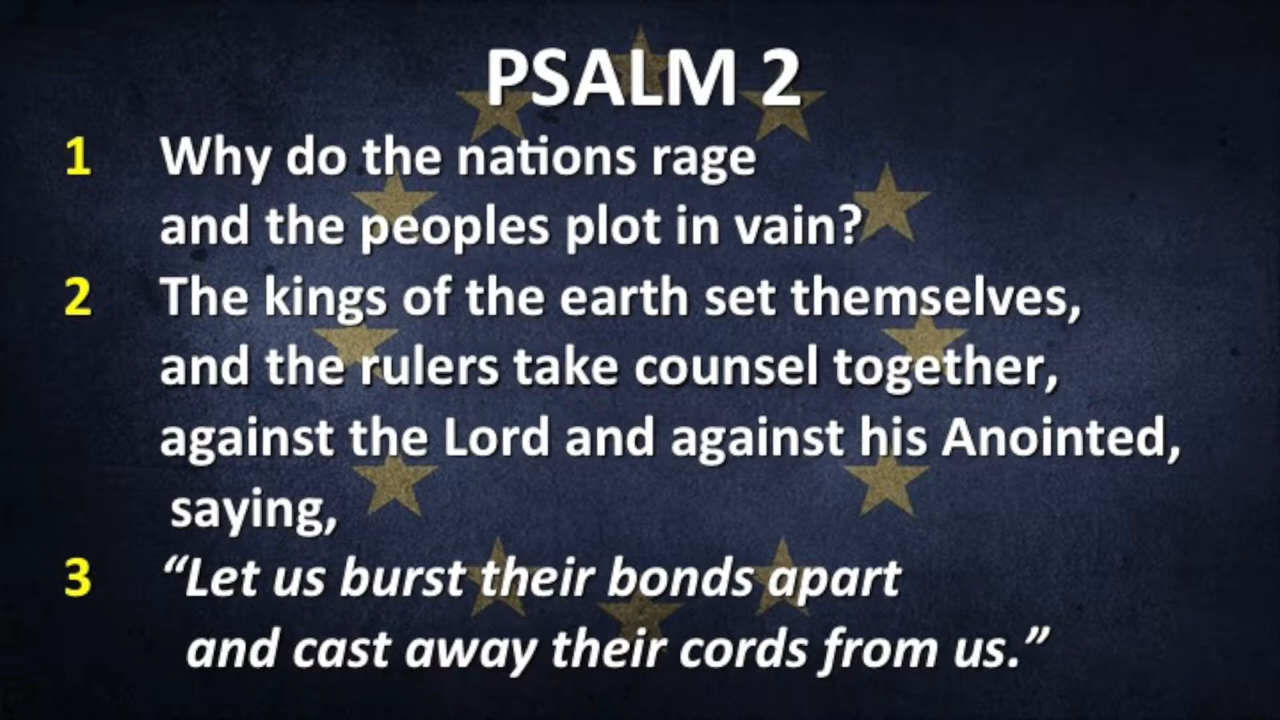 PSALM 2
1 Why do the nations rage
and the peoples plot in vain?
2 The kings of the earth set themselves,
and the rulers take counsel together,
against the Lord and against his Anointed,
saying,
3 “Let us burst their bonds apart
and cast away their cords from us.”